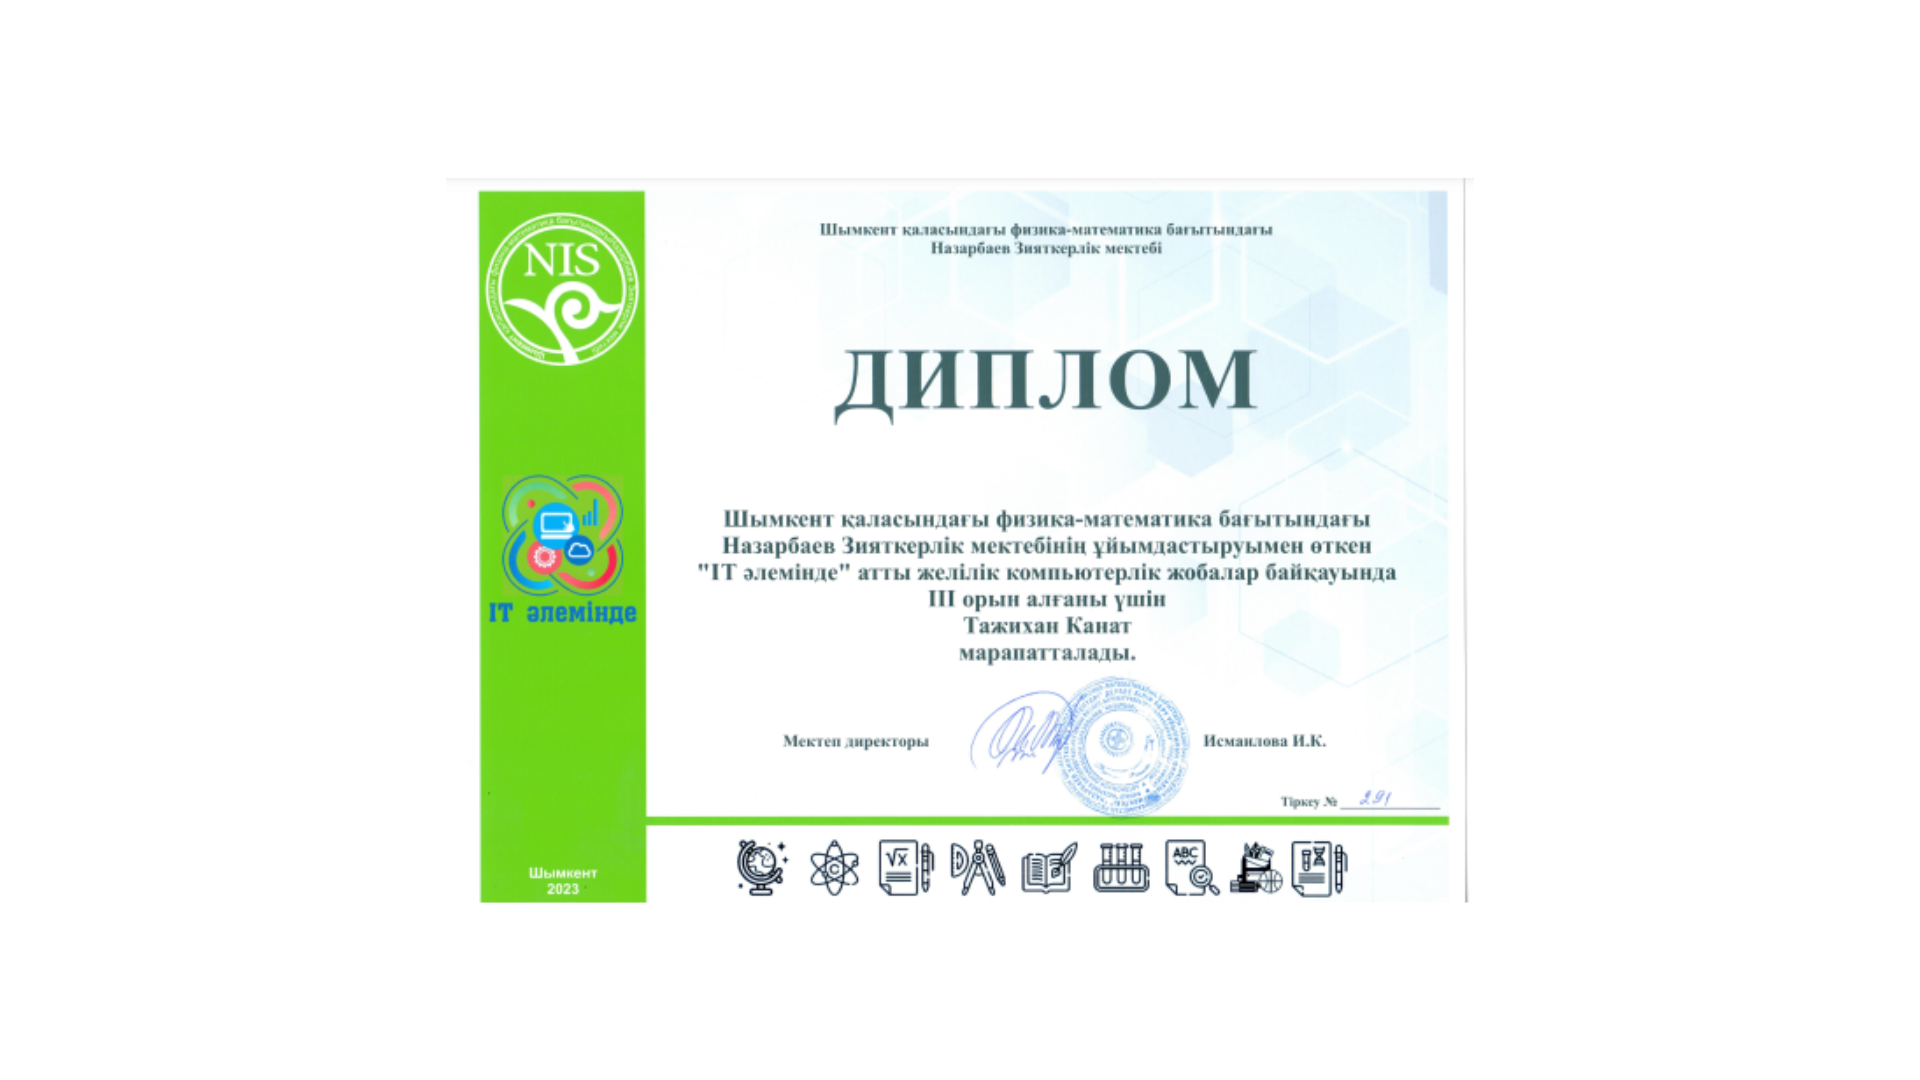 Шымкент қаласындағы физика-математика бағытындағы
Назарбаев Зияткерлік мектебі
NIS
ДИПЛОМ
Шымкент қаласындағы физика-математика бағытындағы
Назарбаев Зияткерлік мектебінің ұйымдастыруымен өткен
"IT әлемінде" атты желілік компьютерлік жобалар байқауында
III орын алғаны үшін
Тажихан Канат
марапатталады.
IT әлемінде
Мектеп директоры
Исмаилова И.К.
Тіркеу № 291
Шымкент
2023
√x
ABC